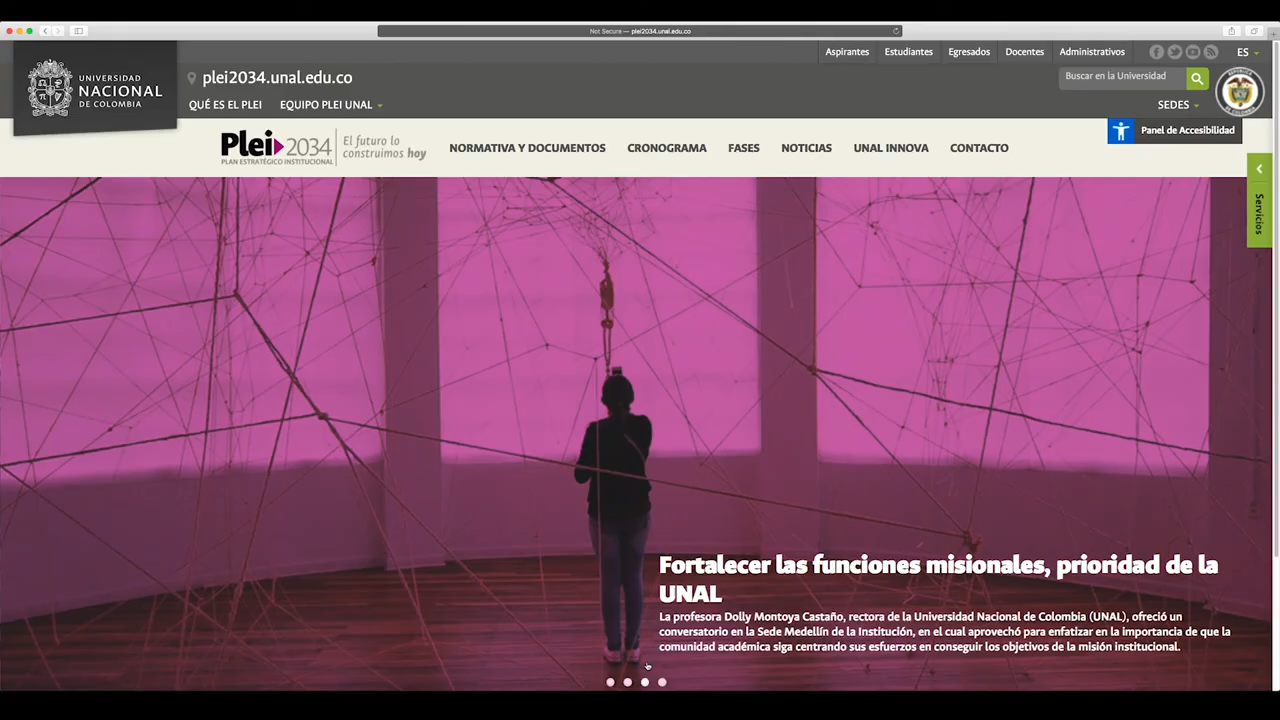 Not Secure — plei2034.unal.edu.co
Aspirantes Estudiantes Egresados Docentes Administrativos ES
UNIVERSIDAD
NACIONAL
DE COLOMBIA
plei2034.unal.edu.co
Buscar en la Universidad
QUÉ ES EL PLEI EQUIPO PLEI UNAL SEDES
Panel de Accesibilidad
Plei 2034
PLAN ESTRATÉGICO INSTITUCIONAL
El futuro lo
construimos hoy
NORMATIVA Y DOCUMENTOS CRONOGRAMA FASES NOTICIAS UNAL INNOVA CONTACTO
Servicios
Fortalecer las funciones misionales, prioridad de la
UNAL
La profesora Dolly Montoya Castaño, rectora de la Universidad Nacional de Colombia (UNAL), ofreció un
conversatorio en la Sede Medellín de la Institución, en el cual aprovechó para enfatizar en la importancia de que la
comunidad académica siga centrando sus esfuerzos en conseguir los objetivos de la misión institucional.